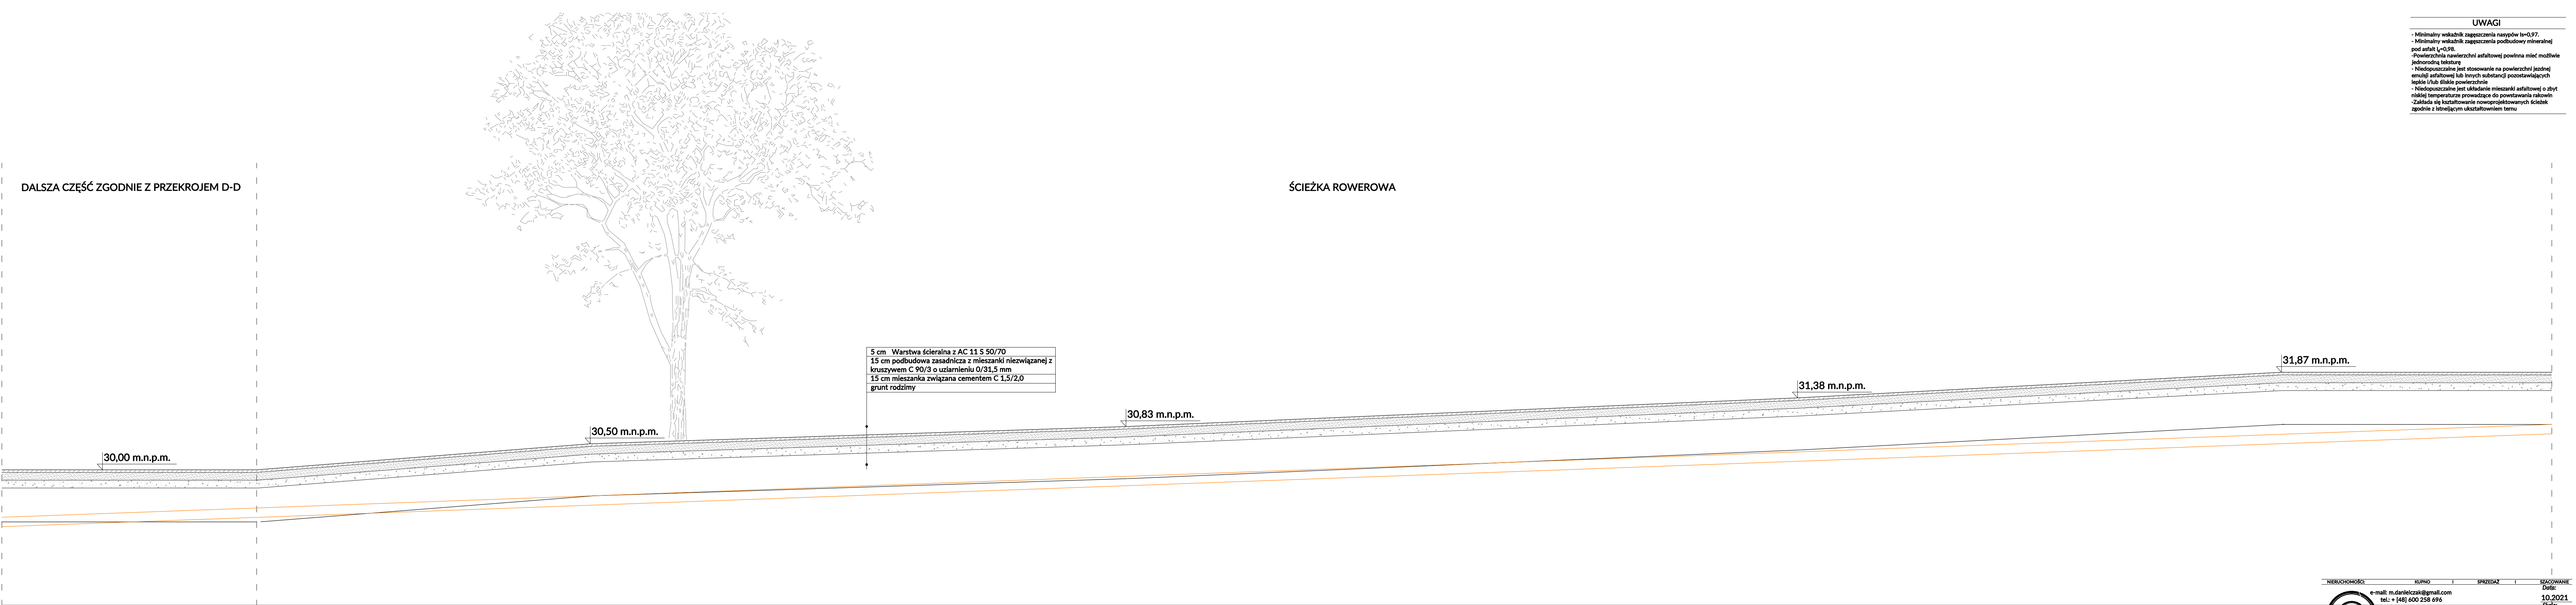 UWAGI
- Minimalny wskaźnik zagęszczenia nasypów Is=0,97.
- Minimalny wskaźnik zagęszczenia podbudowy mineralnej
pod asfalt Is=0,98.
-Powierzchnia nawierzchni asfaltowej powinna mieć możliwie
jednorodną teksturę
- Niedopuszczalne jest stosowanie na powierzchni jezdnej
emulsji asfaltowej lub innych substancji pozostawiających
lepkie i/lub śliskie powierzchnie
- Niedopuszczalne jest układanie mieszanki asfaltowej o zbyt
niskiej temperaturze prowadzące do powstawania rakowin
-Zakłada się kształtowanie nowoprojektowanych ścieżek
zgodnie z istniejącym ukształtowniem ternu
DALSZA CZĘŚĆ ZGODNIE Z PRZEKROJEM D-D
ŚCIEŻKA ROWEROWA
5 cm Warstwa ścieralna z AC 11 S 50/70
15 cm podbudowa zasadnicza z mieszanki niezwiązanej z
kruszywem C 90/3 o uziarnieniu 0/31,5 mm
15 cm mieszanka związana cementem C 1,5/2,0
grunt rodzimy
30,00 m.n.p.m.
30,50 m.n.p.m.
30,83 m.n.p.m.
31,38 m.n.p.m.
31,87 m.n.p.m.
NIERUCHOMOŚCI: KUPNO I SPRZEDAŻ I SZACOWANIE
Data:
e-mail: m.danielczak@gmail.com
10.2021
tel.: + [48] 600 258 696